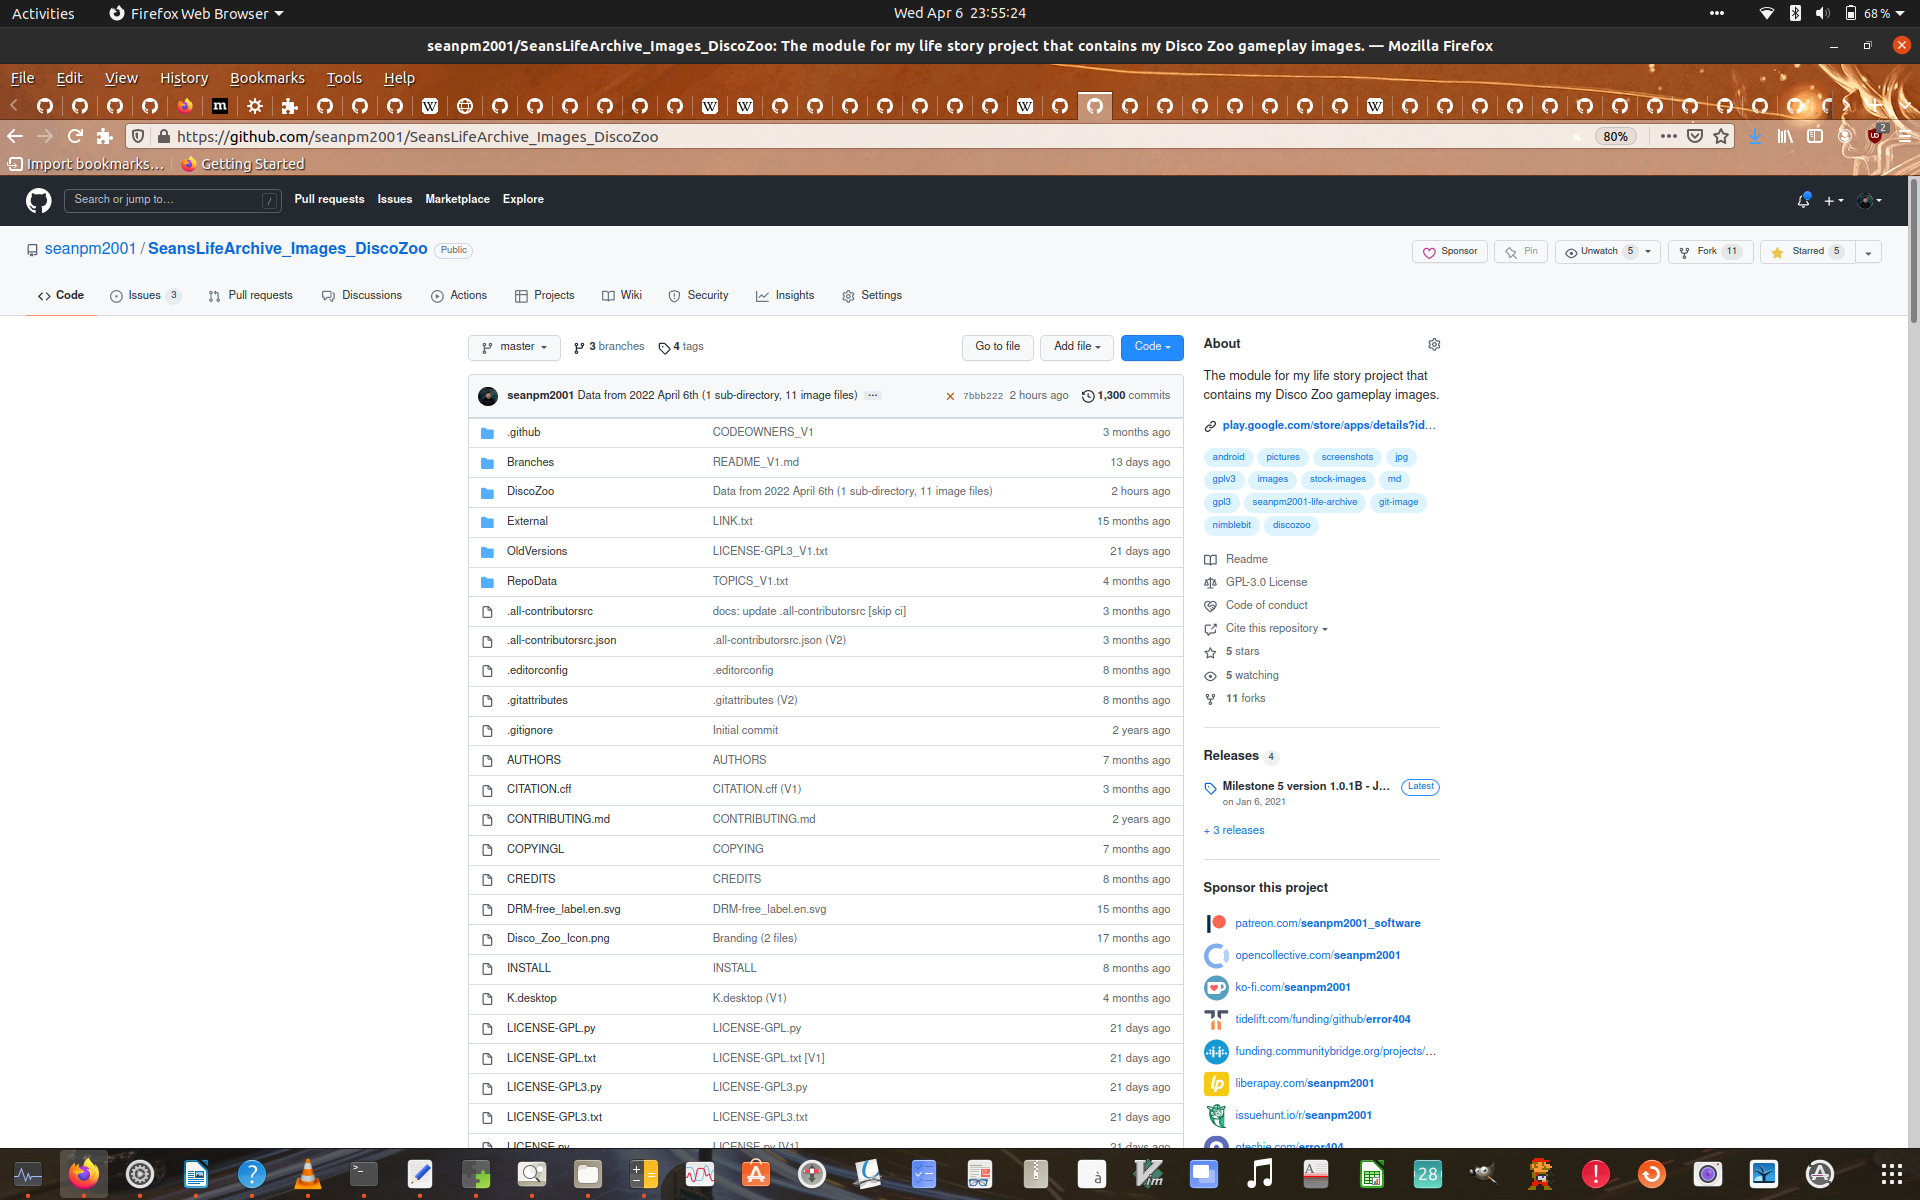 Activities
Firefox Web Browser
Wed Apr 6 23:55:24
68 %
seanpm2001/SeansLifeArchive_Images_DiscoZoo: The module for my life story project that contains my Disco Zoo gameplay images. — Mozilla Firefox
File Edit View History Bookmarks Tools Help
https://github.com/seanpm2001/SeansLifeArchive_Images_DiscoZoo
80%
2
Import bookmarks…
Getting Started
Search or jump to…
/
Pull requests Issues Marketplace Explore
seanpm2001 / SeansLifeArchive_Images_DiscoZoo
Public
Sponsor
Pin
Unwatch 5
Fork 11
Starred 5
Code
Issues 3
Pull requests
Discussions
Actions
Projects
Wiki
Security
Insights
Settings
master
3 branches
4 tags
Go to file
Add file
Code
seanpm2001 Data from 2022 April 6th (1 sub-directory, 11 image files) ···
7bbb222 2 hours ago
1,300 commits
.github CODEOWNERS_V1 3 months ago
Branches README_V1.md 13 days ago
DiscoZoo Data from 2022 April 6th (1 sub-directory, 11 image files) 2 hours ago
External LINK.txt 15 months ago
OldVersions LICENSE-GPL3_V1.txt 21 days ago
RepoData TOPICS_V1.txt 4 months ago
.all-contributorsrc docs: update .all-contributorsrc [skip ci] 3 months ago
.all-contributorsrc.json .all-contributorsrc.json (V2) 3 months ago
.editorconfig .editorconfig 8 months ago
.gitattributes .gitattributes (V2) 8 months ago
.gitignore Initial commit 2 years ago
AUTHORS AUTHORS 7 months ago
CITATION.cff CITATION.cff (V1) 3 months ago
CONTRIBUTING.md CONTRIBUTING.md 2 years ago
COPYINGL COPYING 7 months ago
CREDITS CREDITS 8 months ago
DRM-free_label.en.svg DRM-free_label.en.svg 15 months ago
Disco_Zoo_Icon.png Branding (2 files) 17 months ago
INSTALL INSTALL 8 months ago
K.desktop K.desktop (V1) 4 months ago
LICENSE-GPL.py LICENSE-GPL.py 21 days ago
LICENSE-GPL.txt LICENSE-GPL.txt [V1] 21 days ago
LICENSE-GPL3.py LICENSE-GPL3.py 21 days ago
LICENSE-GPL3.txt LICENSE-GPL3.txt 21 days ago
LICENSE.py LICENSE.py [V1] 21 days ago
About
The module for my life story project that
contains my Disco Zoo gameplay images.
play.google.com/store/apps/details?id…
android pictures screenshots jpg
gplv3 images stock-images md
gpl3 seanpm2001-life-archive git-image
nimblebit discozoo
Readme
GPL-3.0 License
Code of conduct
Cite this repository
5 stars
5 watching
11 forks
Releases 4
Milestone 5 version 1.0.1B - J…
Latest
on Jan 6, 2021
+ 3 releases
Sponsor this project
patreon.com/seanpm2001_software
opencollective.com/seanpm2001
ko-fi.com/seanpm2001
tidelift.com/funding/github/error404
funding.communitybridge.org/projects/…
liberapay.com/seanpm2001
issuehunt.io/r/seanpm2001
otechie.com/error404
28